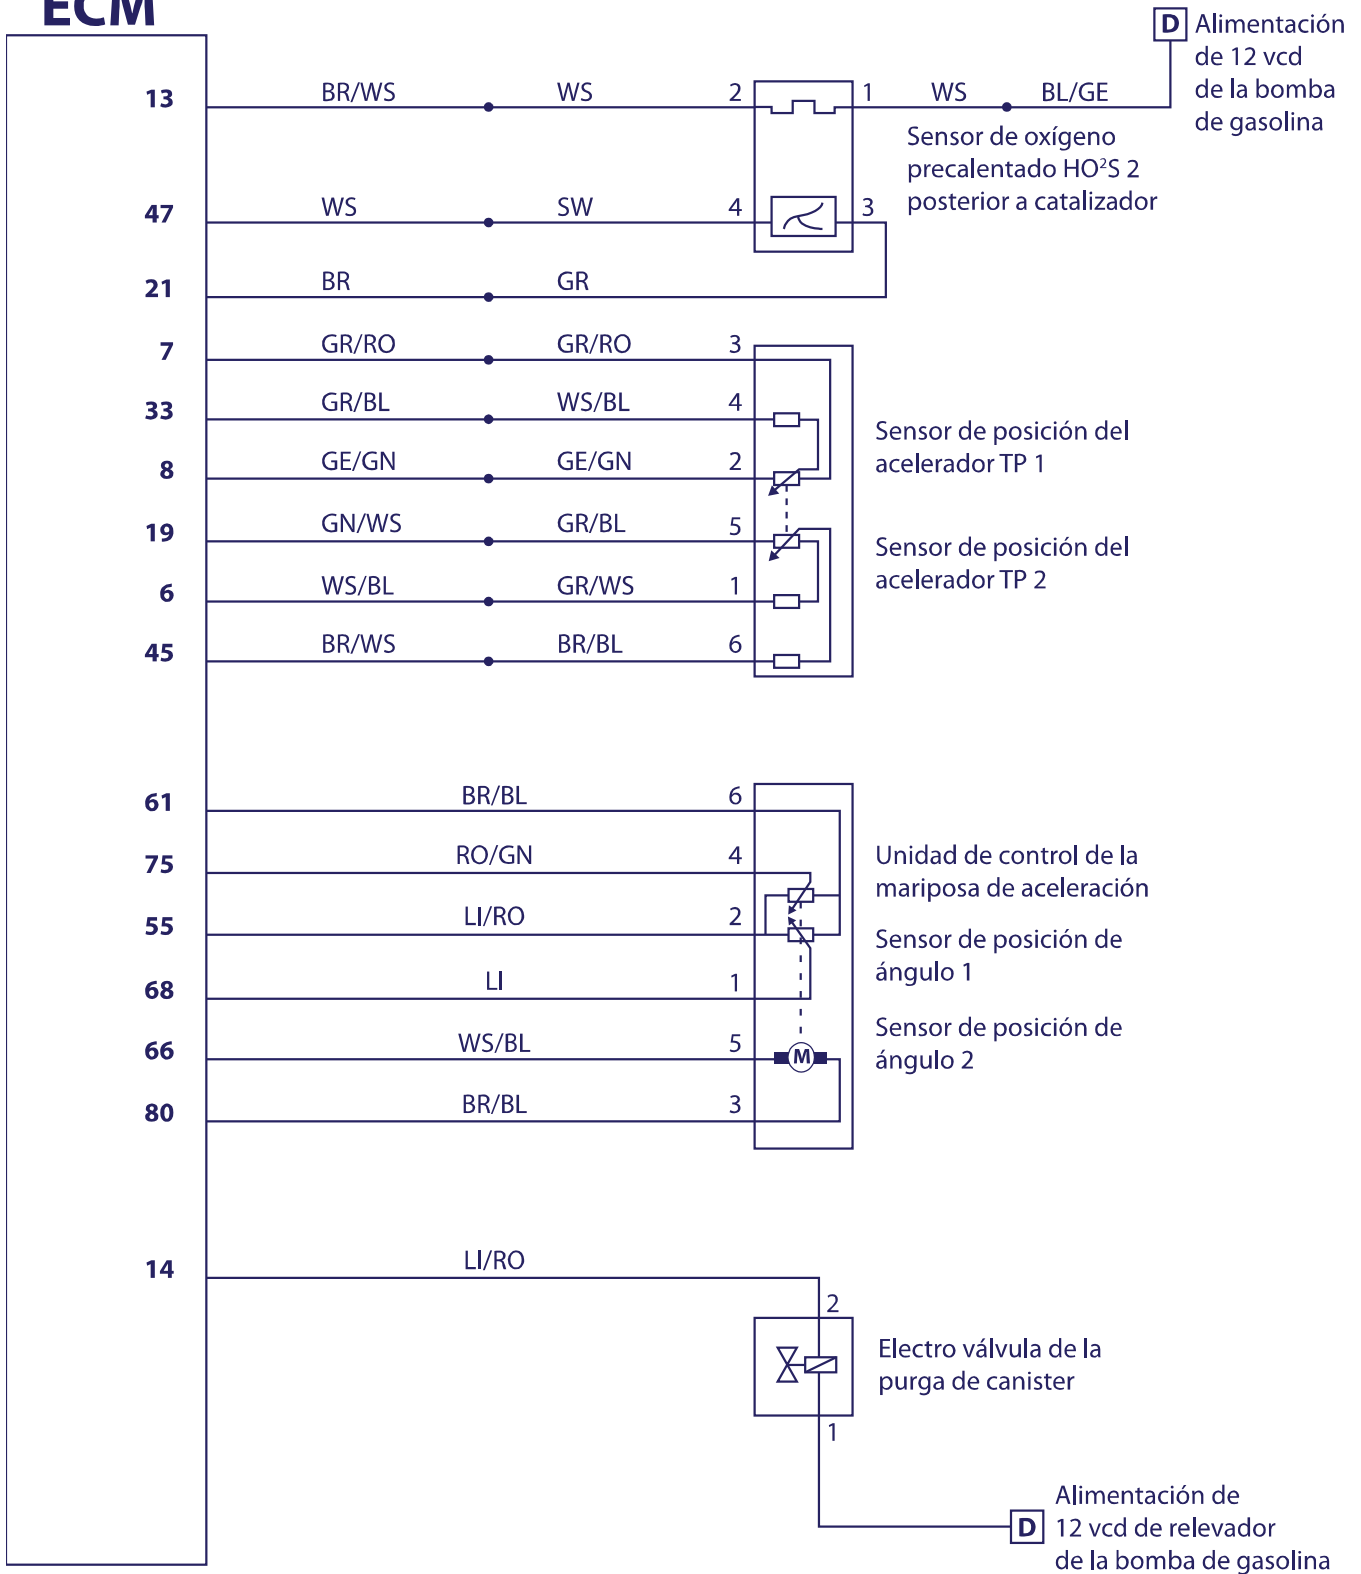 ECM
D Alimentación
de 12 vcd
de la bomba
de gasolina
13 BR/WS WS 2 1 WS BL/GE
Sensor de oxígeno
precalentado HO²S 2
posterior a catalizador
47 WS SW 4 3
21 BR GR
7 GR/RO GR/RO 3
33 GR/BL WS/BL 4
8 GE/GN GE/GN 2
Sensor de posición del
acelerador TP 1
19 GN/WS GR/BL 5
Sensor de posición del
acelerador TP 2
6 WS/BL GR/WS 1
45 BR/WS BR/BL 6
61 BR/BL 6
75 RO/GN 4
Unidad de control de la
mariposa de aceleración
55 LI/RO 2
Sensor de posición de
ángulo 1
68 LI 1
Sensor de posición de
ángulo 2
66 WS/BL 5
M
80 BR/BL 3
14 LI/RO
2
Electro válvula de la
purga de canister
1
Alimentación de
D 12 vcd de relevador
de la bomba de gasolina